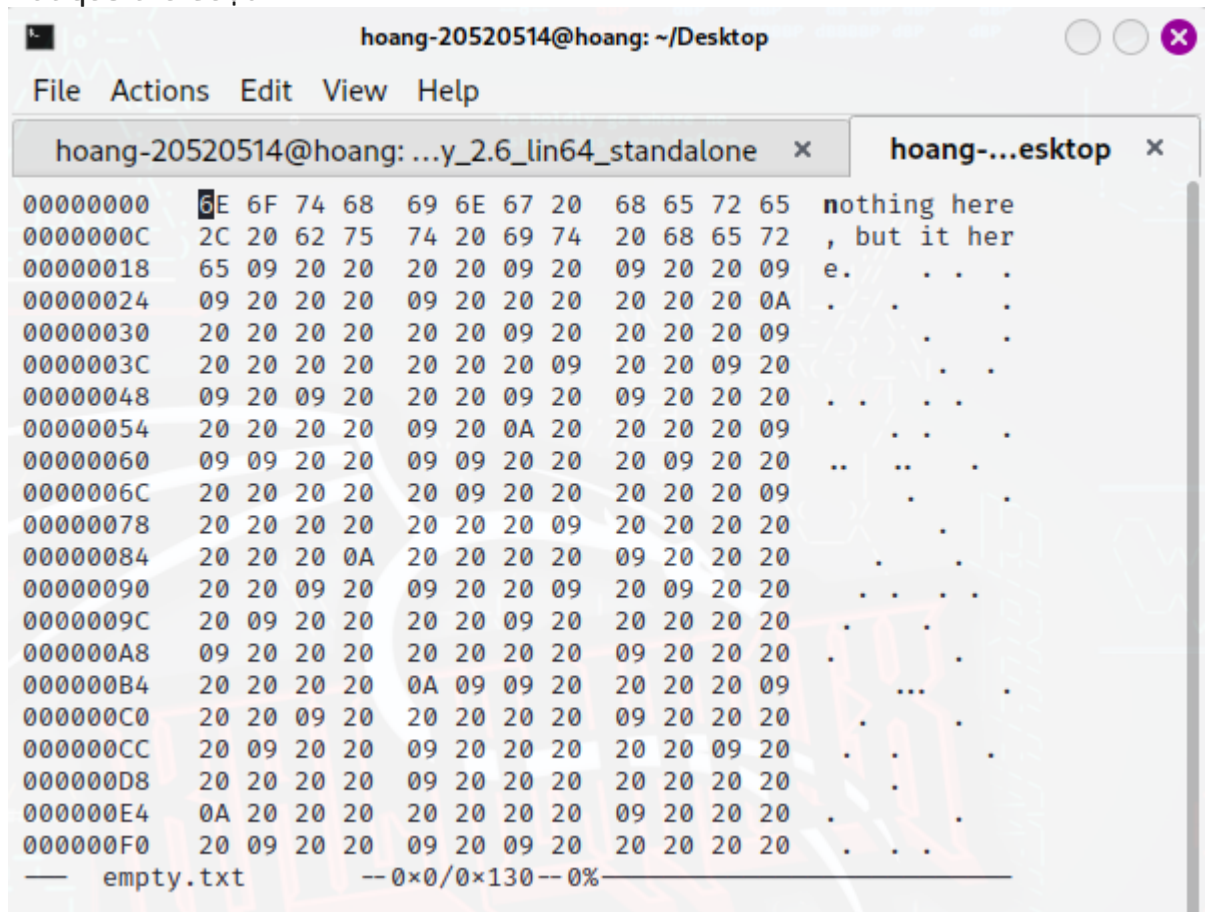 hoang-20520514@hoang: ~/Desktop
File Actions Edit View Help
hoang-20520514@hoang: …y_2.6_lin64_standalone × hoang-…esktop ×
00000000 6E 6F 74 68 69 6E 67 20 68 65 72 65 nothing here
0000000C 2C 20 62 75 74 20 69 74 20 68 65 72 , but it her
00000018 65 09 20 20 20 20 09 20 09 20 20 09 e.    . .  .
00000024 09 20 20 20 09 20 20 20 20 20 20 0A .   .      .
00000030 20 20 20 20 20 20 09 20 20 20 20 09       .    .
0000003C 20 20 20 20 20 20 20 09 20 20 09 20        .  .
00000048 09 20 09 20 20 20 09 20 09 20 20 20 . .   . .
00000054 20 20 20 20 09 20 0A 20 20 20 20 09     . .    .
00000060 09 09 20 20 09 09 20 20 20 09 20 20 ..  ..   .
0000006C 20 20 20 20 20 09 20 20 20 20 20 09      .     .
00000078 20 20 20 20 20 20 20 09 20 20 20 20        .
00000084 20 20 20 0A 20 20 20 20 09 20 20 20    .    .
00000090 20 20 09 20 09 20 20 09 20 09 20 20   . .  . .
0000009C 20 09 20 20 20 20 09 20 20 20 20 20  .    .
000000A8 09 20 20 20 20 20 20 20 09 20 20 20 .       .
000000B4 20 20 20 20 0A 09 09 20 20 20 20 09     ...    .
000000C0 20 20 09 20 20 20 20 20 09 20 20 20   .     .
000000CC 20 09 20 20 09 20 20 20 20 20 09 20  .  .     .
000000D8 20 20 20 20 09 20 20 20 20 20 20 20     .
000000E4 0A 20 20 20 20 20 20 20 09 20 20 20 .       .
000000F0 20 09 20 20 09 20 09 20 20 20 20 20  .  . .
── empty.txt --0×0/0×130--0%──────────